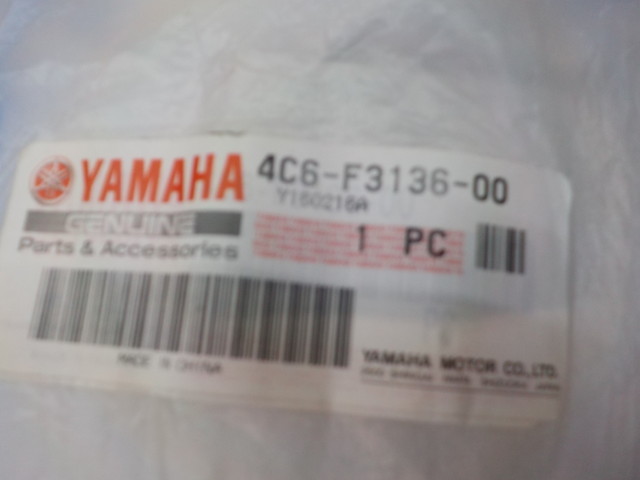 YAMAHA
4C6-F3136-00
Y160216A
GENUINE
1 PC
Parts & Accessories
MADE IN CHINA
YAMAHA MOTOR CO., LTD.